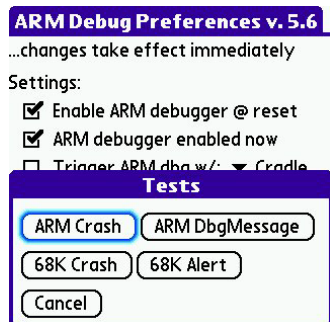 ARM Debug Preferences v. 5.6
...changes take effect immediately
Settings:
Enable ARM debugger @ reset
ARM debugger enabled now
Trigger ARM dbg w/: Cradle
Tests
ARM Crash ARM DbgMessage
68K Crash 68K Alert
Cancel